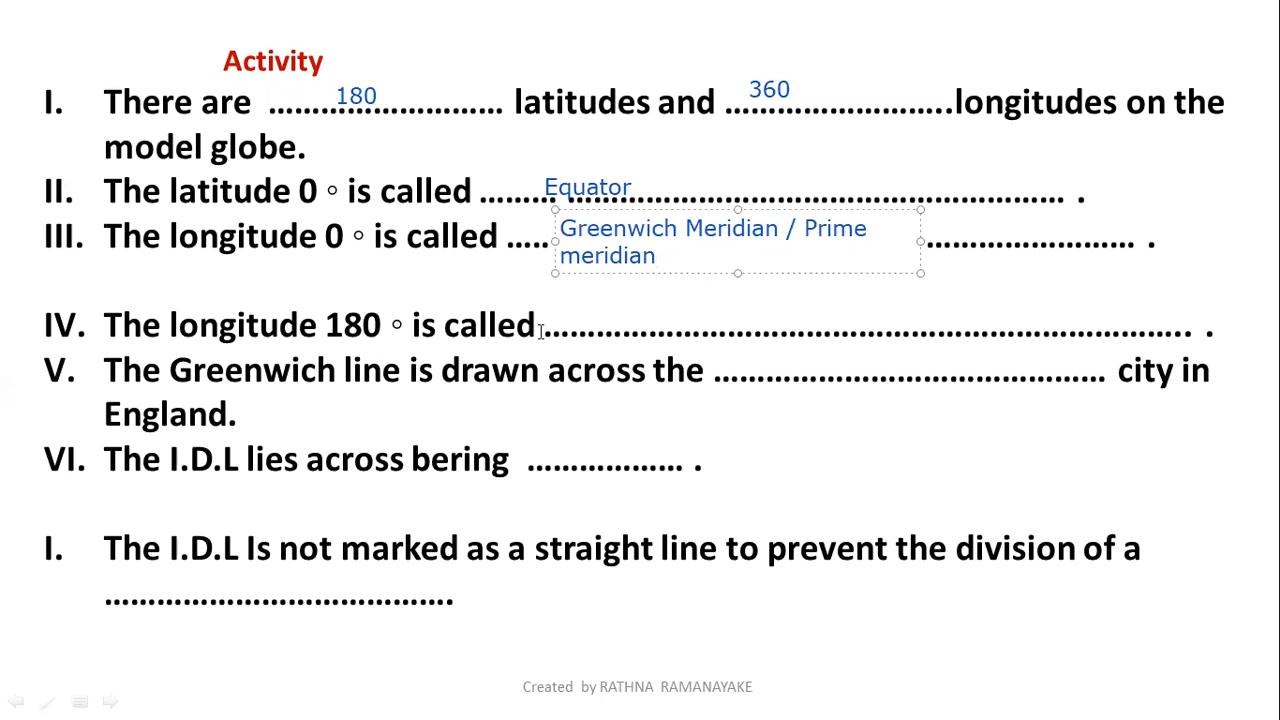 Activity
I. There are ………180……………… latitudes and …360………………..longitudes on the
model globe.
II. The latitude 0 ◦ is called ……… Equator ………………………………………………… .
III. The longitude 0 ◦ is called ….. Greenwich Meridian / Prime …………………… .
meridian
IV. The longitude 180 ◦ is called ……………………………………………………………….. .
V. The Greenwich line is drawn across the ……………………………………… city in
England.
VI. The I.D.L lies across bering ……………… .
I. The I.D.L Is not marked as a straight line to prevent the division of a
………………………………….
Created by RATHNA RAMANAYAKE